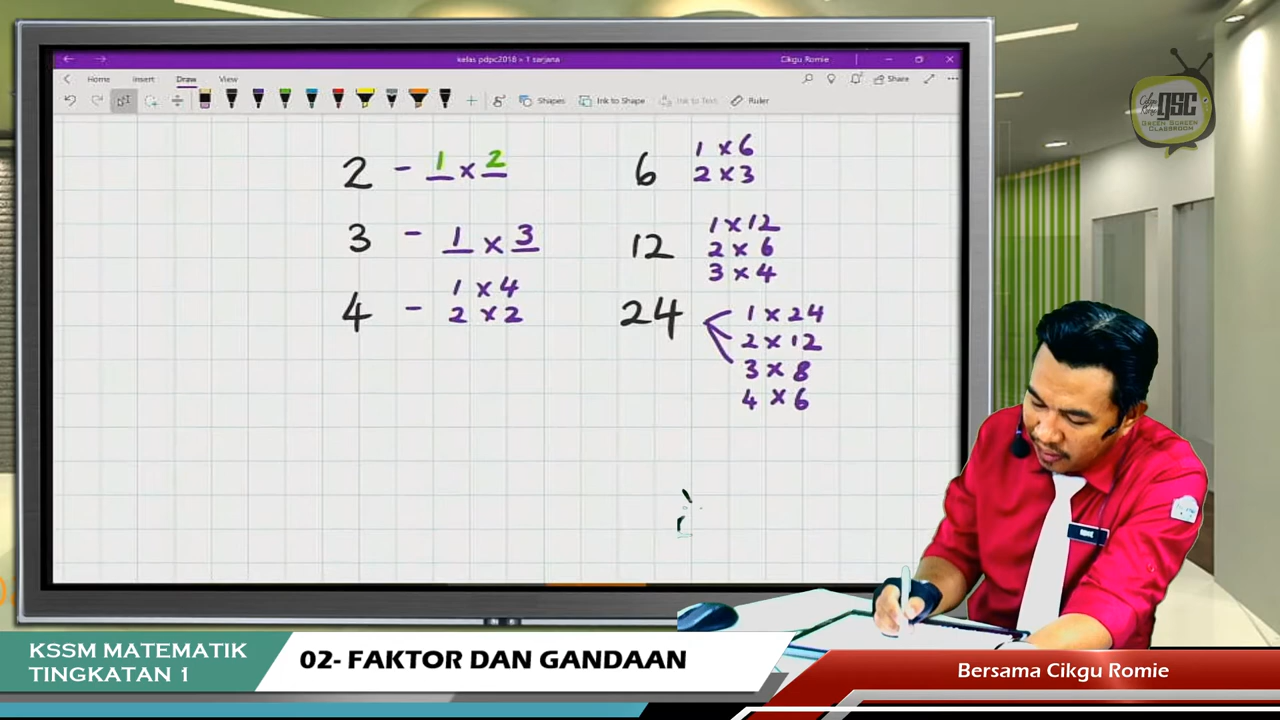 kelas pdpc2018 » 1 sarjana
Cikgu Romie
Home Insert Draw View
Share
Shapes Ink to Shape Ink to Text Ruler
2 - 1 x 2
3 - 1 x 3
4 - 1 x 4
2 x 2
6 1 x 6
2 x 3
12 1 x 12
2 x 6
3 x 4
24 1 x 24
2 x 12
3 x 8
4 x 6
Cikgu
Romie
GSC
GREEN SCREEN
CLASSROOM
KSSM MATEMATIK
TINGKATAN 1
02- FAKTOR DAN GANDAAN
Bersama Cikgu Romie